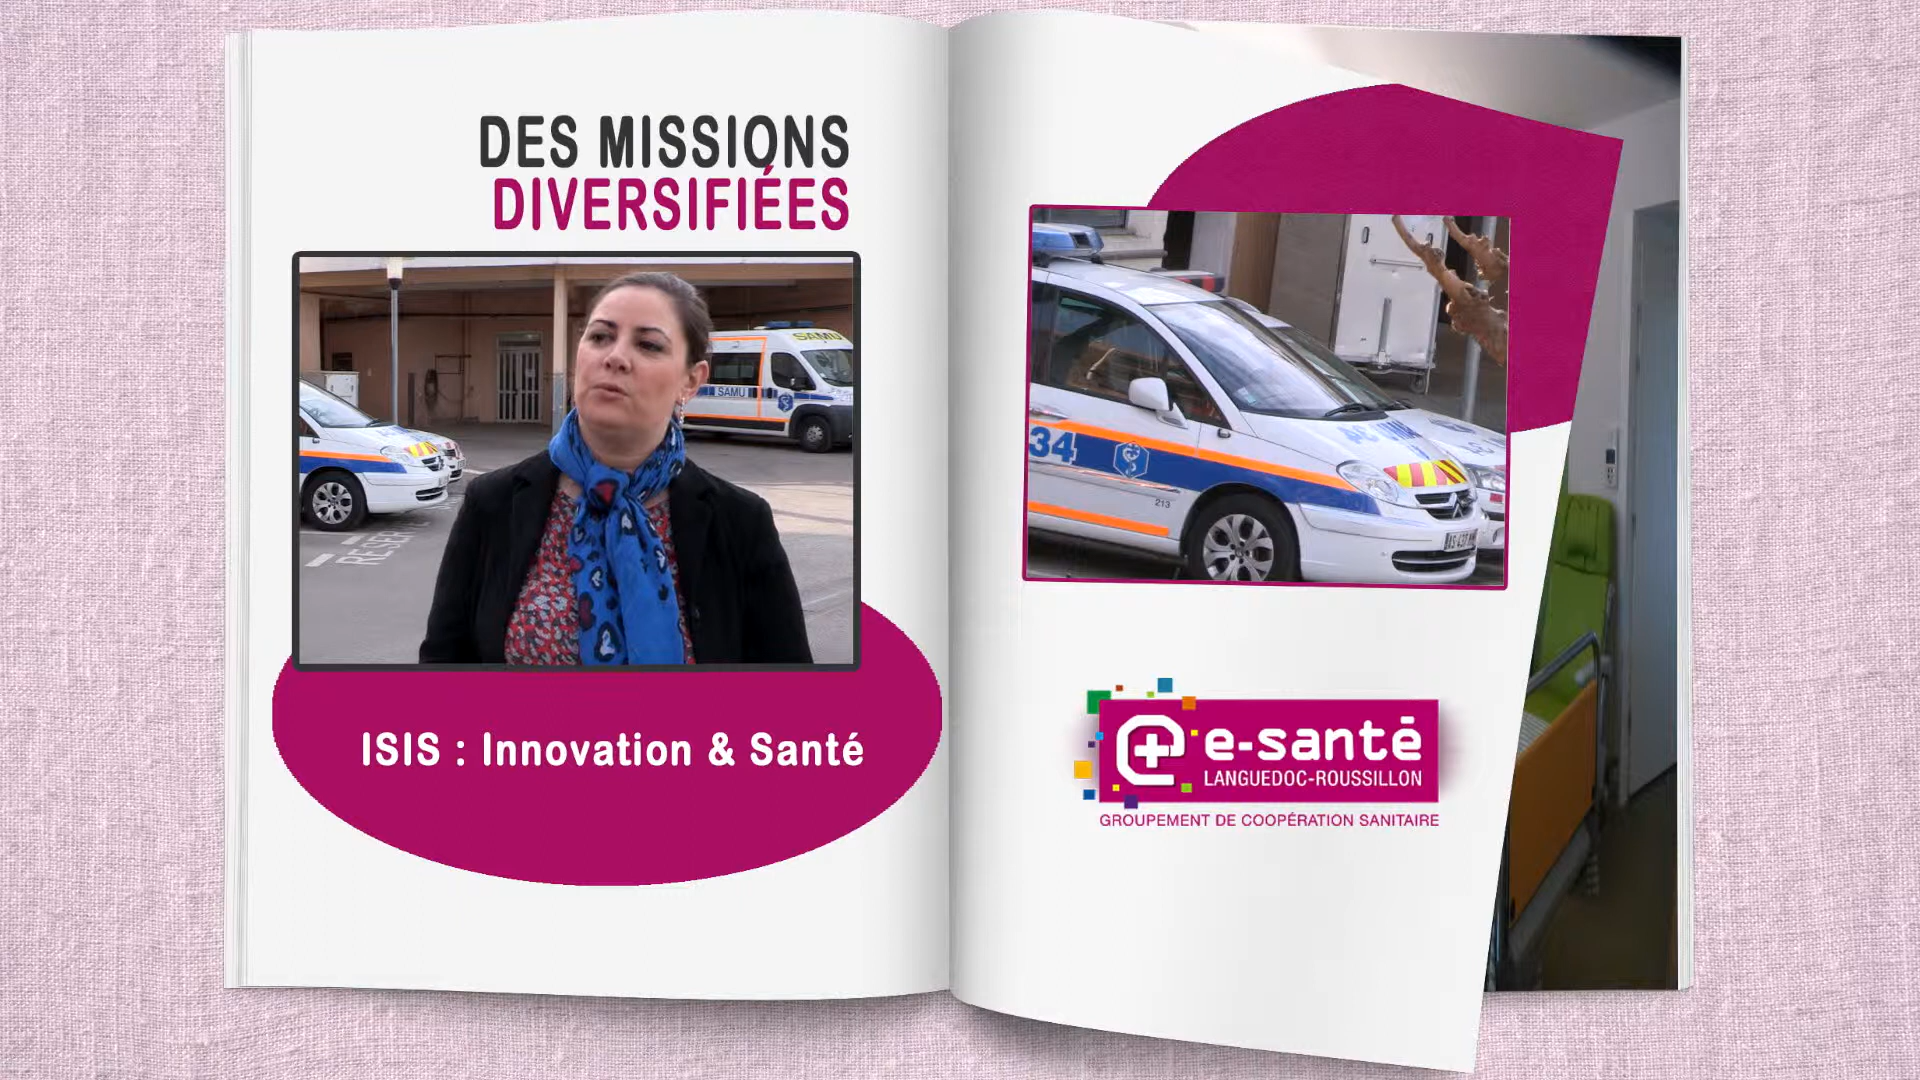 DES MISSIONS
DIVERSIFIÉES
SAMU
SAMU
ISIS : Innovation & Santé
34
213
e-santé
LANGUEDOC-ROUSSILLON
GROUPEMENT DE COOPÉRATION SANITAIRE